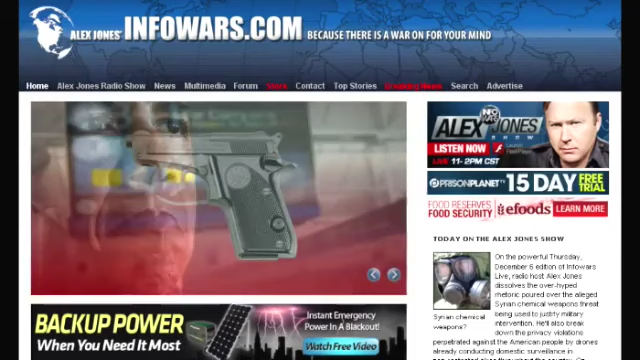 ALEX JONES' INFOWARS.COM BECAUSE THERE IS A WAR ON FOR YOUR MIND
Home Alex Jones Radio Show News Multimedia Forum Store Contact Top Stories Breaking News Search Advertise
INFO WARS
ALEX JONES
SHOW
LISTEN NOW
LIVE 11- 2PM CST
PRISONPLANET TV 15 DAY FREE TRIAL
FOOD RESERVES
FOOD SECURITY efoods LEARN MORE
TODAY ON THE ALEX JONES SHOW
On the powerful Thursday,
December 6 edition of Infowars
Live, radio host Alex Jones
dissolves the over-hyped
rhetoric poured over the alleged
Syrian chemical weapons threat
being used to justify military
intervention. He'll also break
down the privacy violations
perpetrated against the American people by drones
already conducting domestic surveillance in
Syrian chemical
weapons?
BACKUP POWER
When You Need It Most
Instant Emergency
Power In A Blackout!
Watch Free Video